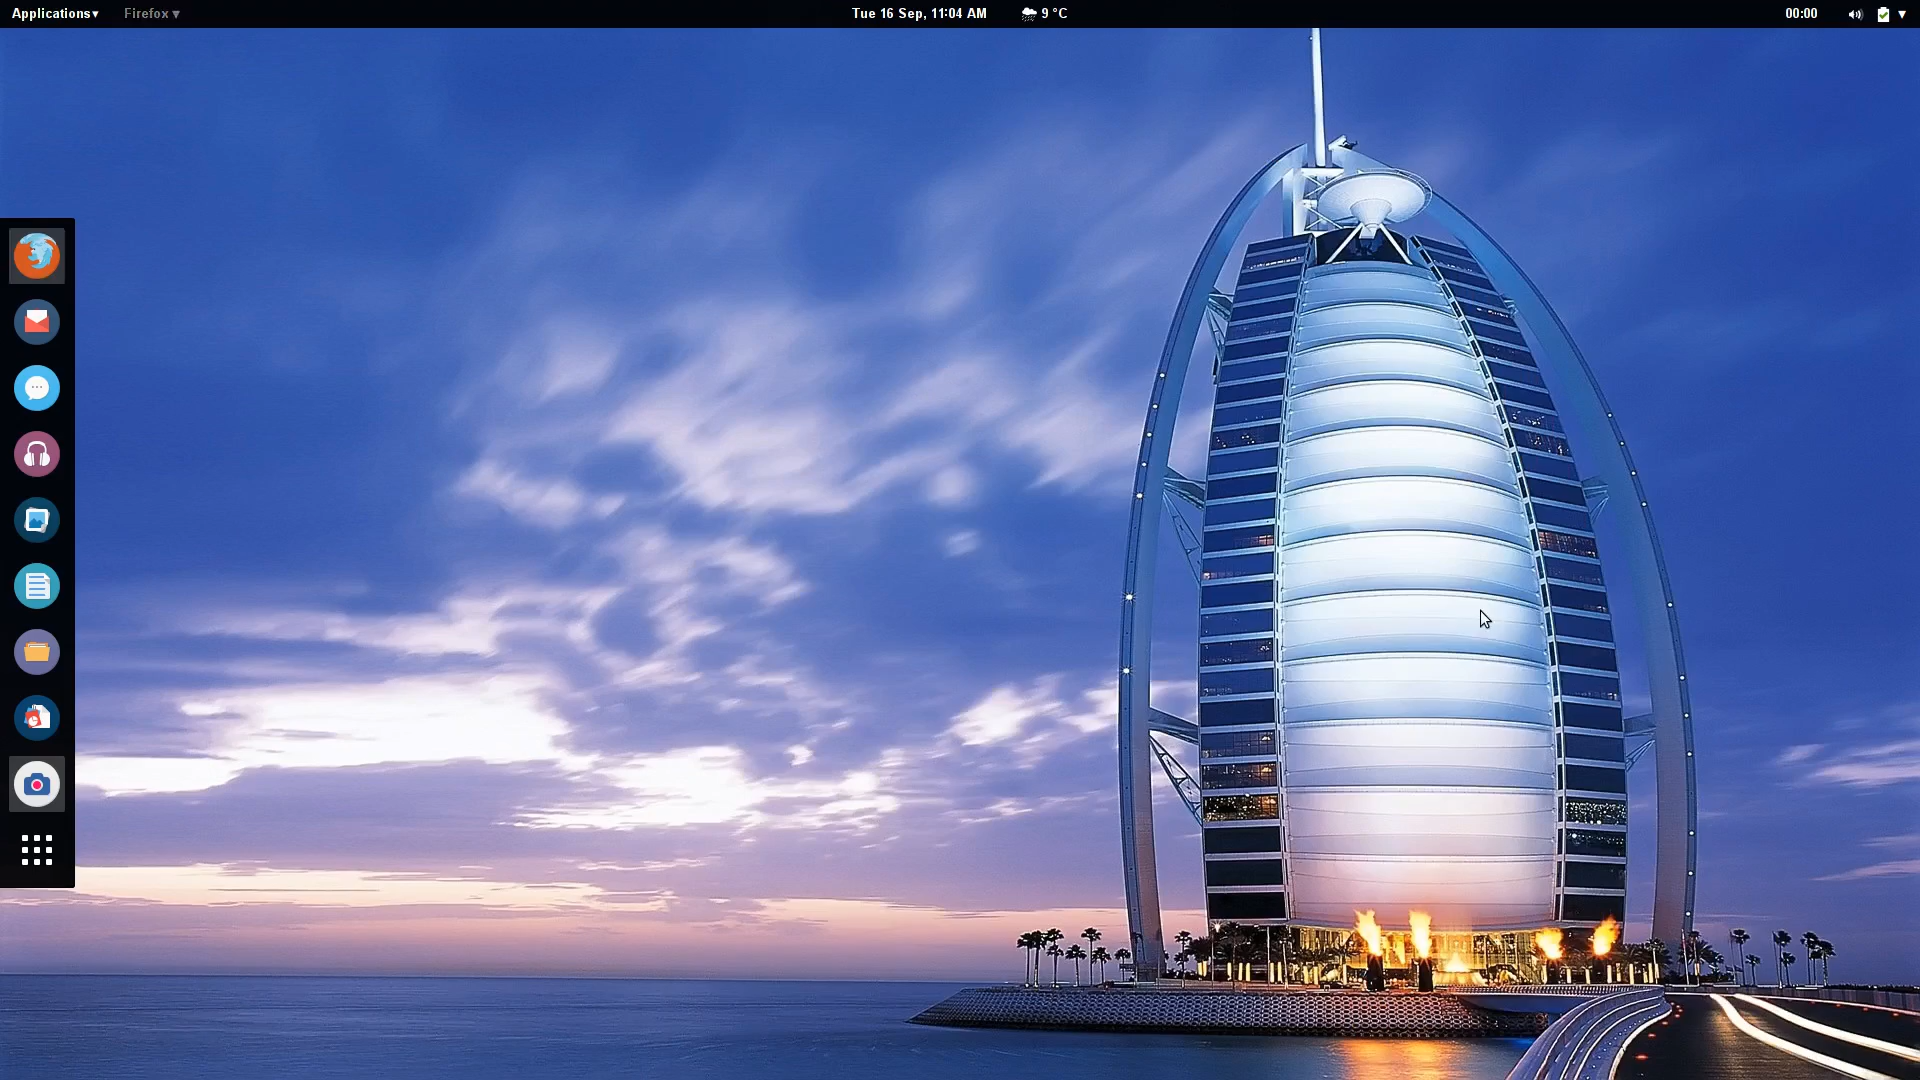 Applications▾ Firefox ▾ Tue 16 Sep, 11:04 AM 9 °C 00:00